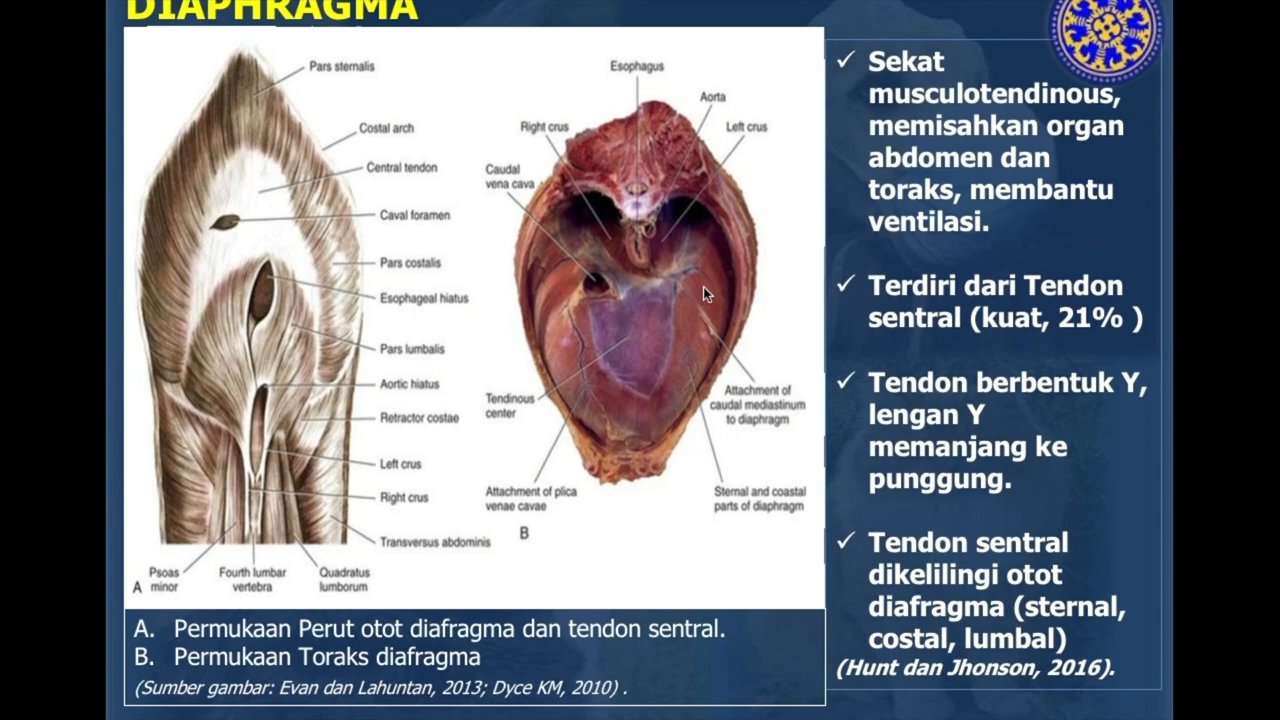 DIAPHRAGMA
Pars sternalis
Costal arch
Central tendon
Caval foramen
Pars costalis
Esophageal hiatus
Pars lumbalis
Aortic hiatus
Retractor costae
Left crus
Right crus
Transversus abdominis
Psoas
minor
Fourth lumbar
vertebra
Quadratus
lumborum
A
Esophagus
Aorta
Right crus
Left crus
Caudal
vena cava
Tendinous
center
Attachment of
caudal mediastinum
to diaphragm
Attachment of plica
venae cavae
Sternal and coastal
parts of diaphragm
B
A. Permukaan Perut otot diafragma dan tendon sentral.
B. Permukaan Toraks diafragma
(Sumber gambar: Evan dan Lahuntan, 2013; Dyce KM, 2010) .
✓ Sekat
musculotendinous,
memisahkan organ
abdomen dan
toraks, membantu
ventilasi.
✓ Terdiri dari Tendon
sentral (kuat, 21% )
✓ Tendon berbentuk Y,
lengan Y
memanjang ke
punggung.
✓ Tendon sentral
dikelilingi otot
diafragma (sternal,
costal, lumbal)
(Hunt dan Jhonson, 2016).